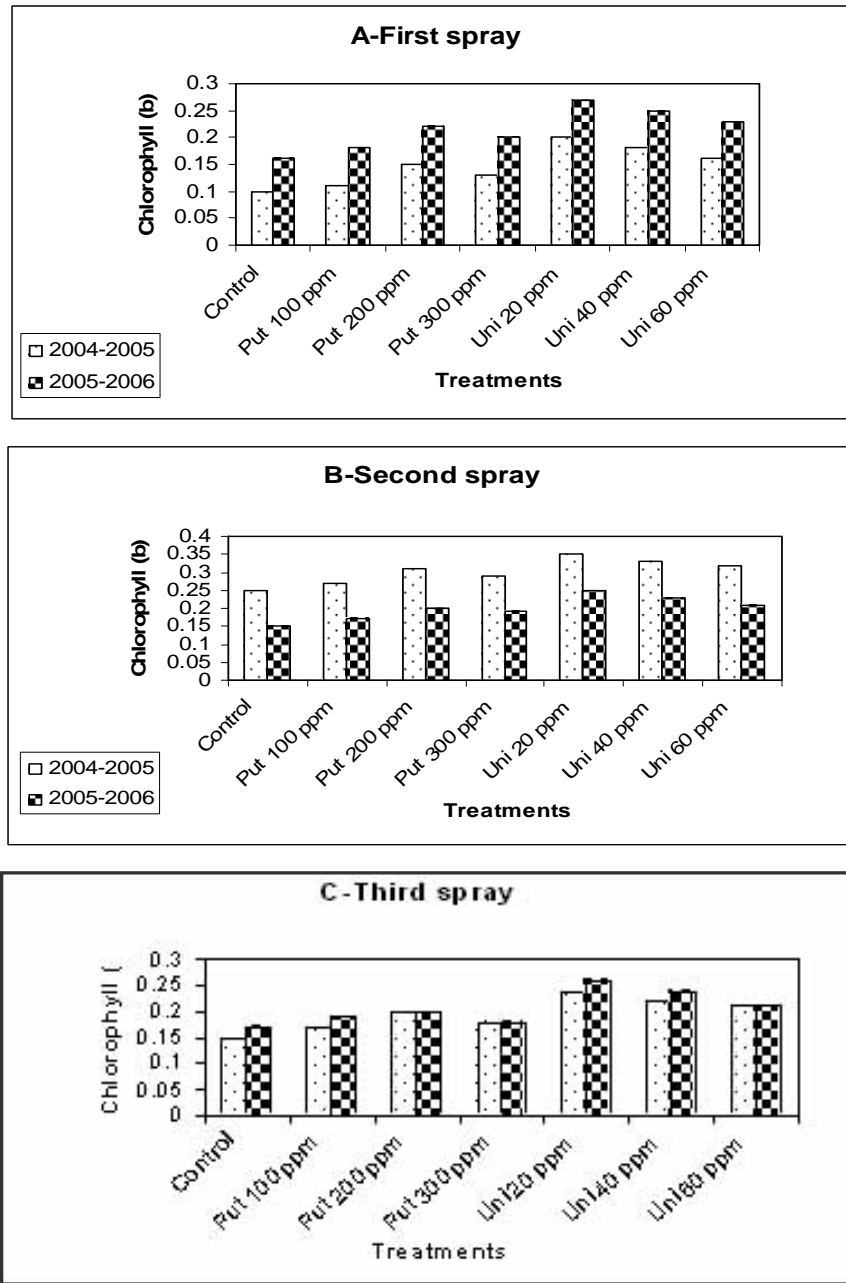 A-First spray
Chlorophyll (b)
0.3
0.25
0.2
0.15
0.1
0.05
0
Control
Put 100 ppm
Put 200 ppm
Put 300 ppm
Uni 20 ppm
Uni 40 ppm
Uni 60 ppm
Treatments
2004-2005
2005-2006
B-Second spray
Chlorophyll (b)
0.4
0.35
0.3
0.25
0.2
0.15
0.1
0.05
0
Control
Put 100 ppm
Put 200 ppm
Put 300 ppm
Uni 20 ppm
Uni 40 ppm
Uni 60 ppm
Treatments
2004-2005
2005-2006
C-Third spray
Chlorophyll (
0.3
0.25
0.2
0.15
0.1
0.05
0
Control
Put 100 ppm
Put 200 ppm
Put 300 ppm
Uni 20 ppm
Uni 40 ppm
Uni 60 ppm
Treatments